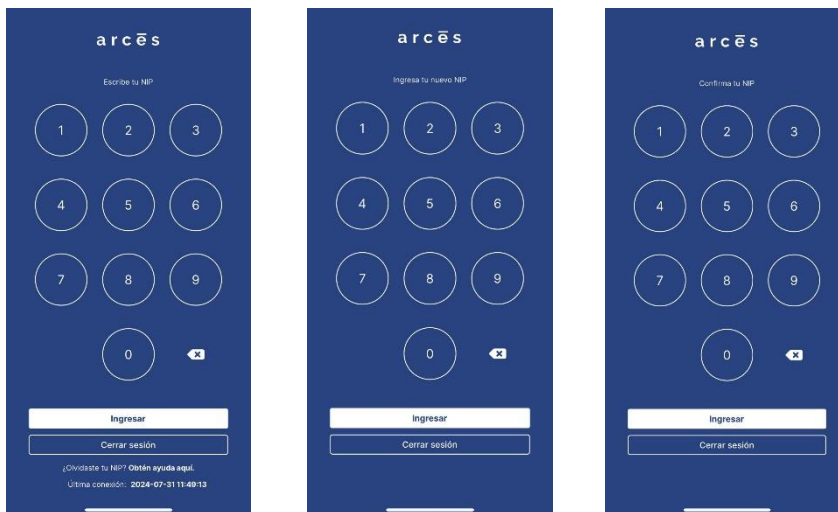 arcēs
Escribe tu NIP
1 2 3
4 5 6
7 8 9
0
Ingresar
Cerrar sesión
¿Olvidaste tu NIP? Obtén ayuda aquí.
Última conexión: 2024-07-31 11:49:13
arcēs
Ingresa tu nuevo NIP
1 2 3
4 5 6
7 8 9
0
Ingresar
Cerrar sesión
arcēs
Confirma tu NIP
1 2 3
4 5 6
7 8 9
0
Ingresar
Cerrar sesión